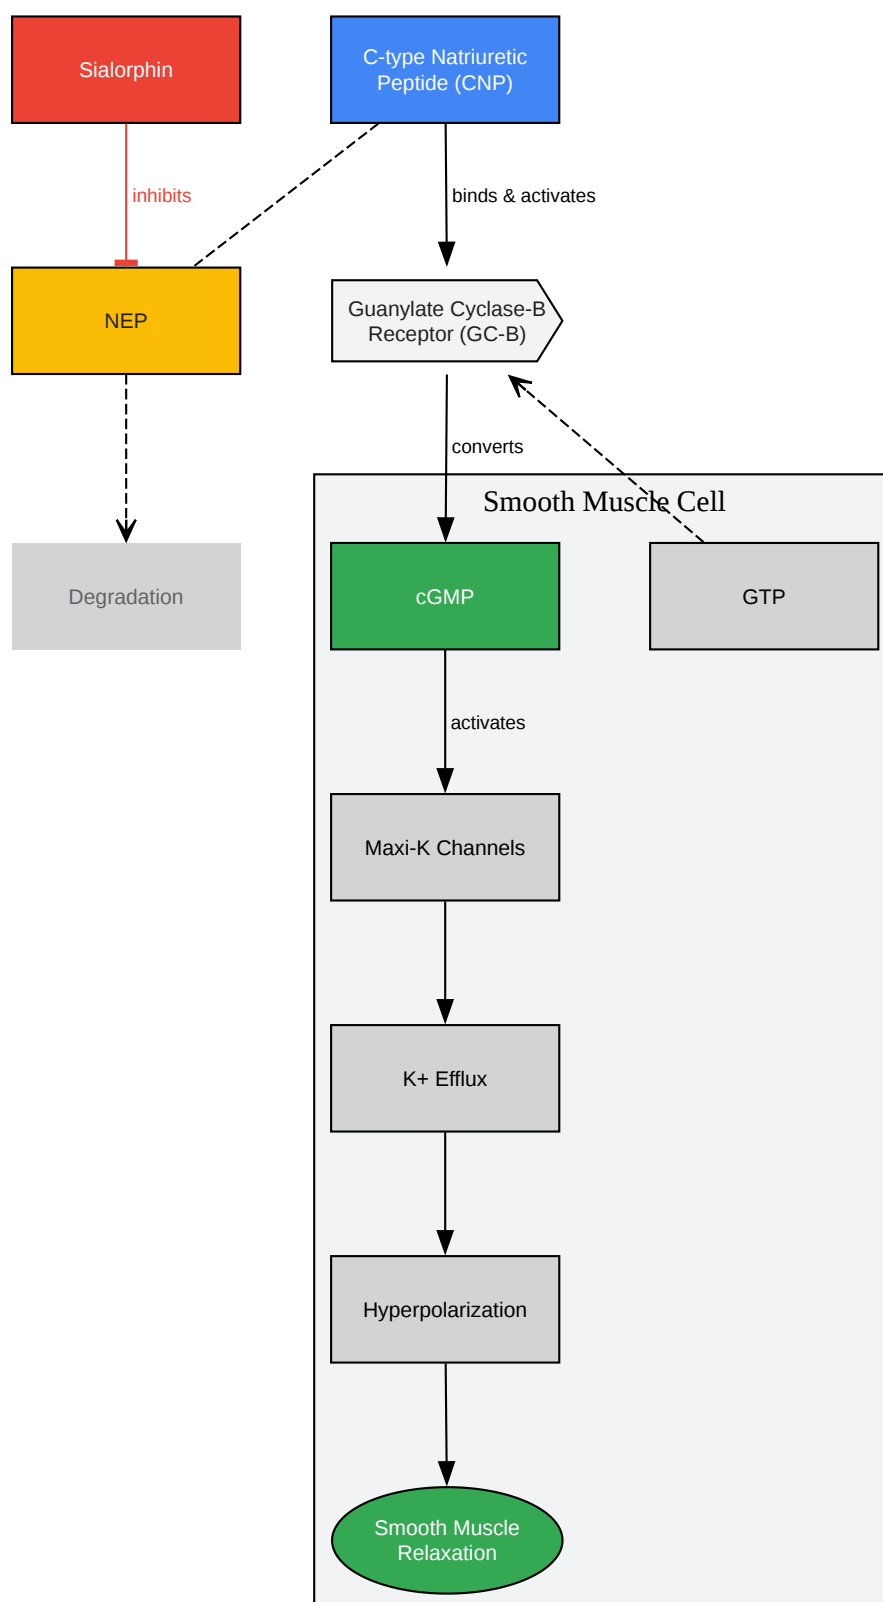 Sialorphin
C-type Natriuretic
Peptide (CNP)
inhibits
binds & activates
NEP
Guanylate Cyclase-B
Receptor (GC-B)
converts
Smooth Muscle Cell
Degradation
cGMP
GTP
activates
Maxi-K Channels
K+ Efflux
Hyperpolarization
Smooth Muscle
Relaxation